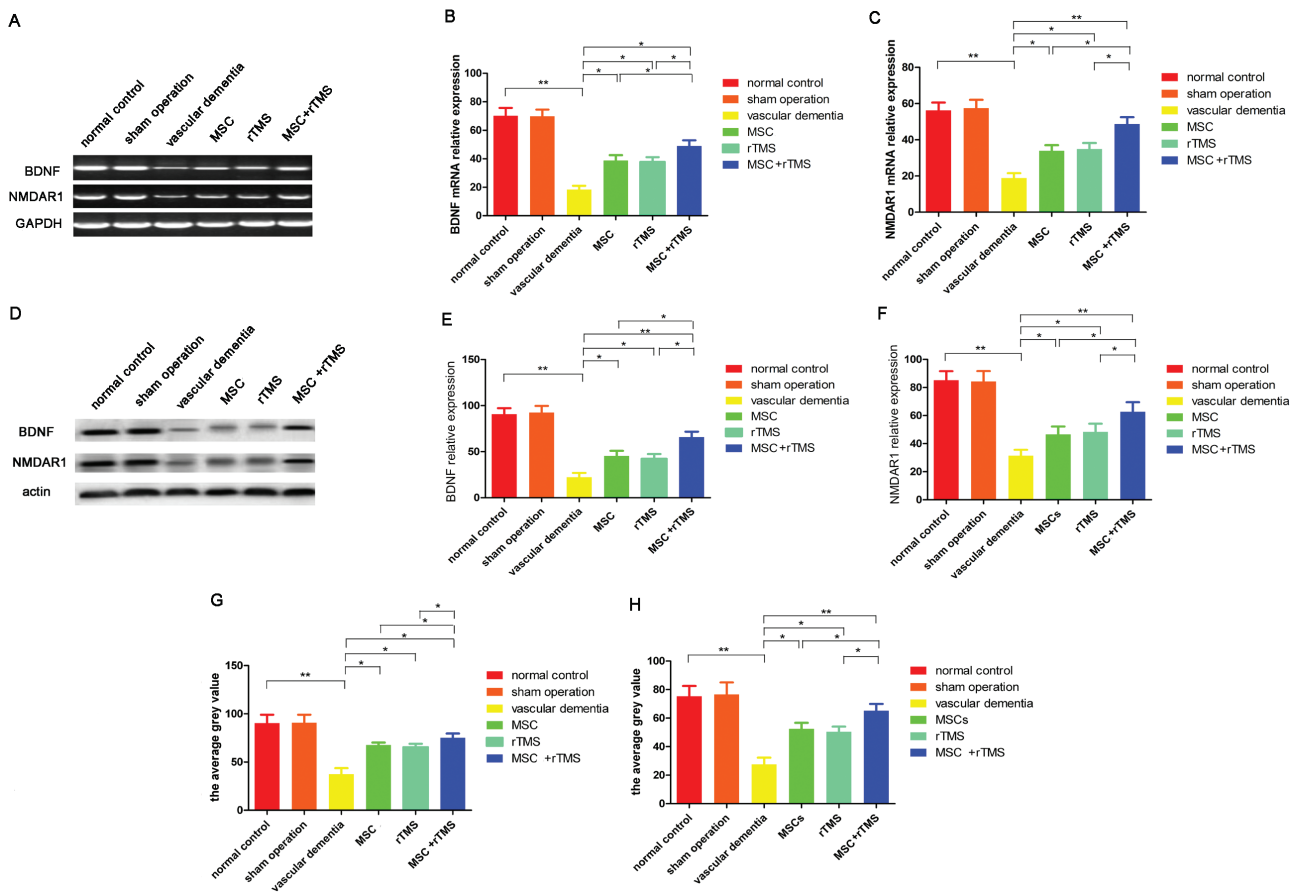 A
normal control
sham operation
vascular dementia
MSC
rTMS
MSC+rTMS
BDNF
NMDAR1
GAPDH
B
BDNF mRNA relative expression
100
80
60
40
20
0
**
*
*
*
*
*
normal control
sham operation
vascular dementia
MSC
rTMS
MSC+rTMS
normal control
sham operation
vascular dementia
MSC
rTMS
MSC+rTMS
C
NMDAR1 mRNA relative expression
80
60
40
20
0
**
**
*
*
*
*
normal control
sham operation
vascular dementia
MSC
rTMS
MSC+rTMS
normal control
sham operation
vascular dementia
MSC
rTMS
MSC +rTMS
D
normal control
sham operation
vascular dementia
MSC
rTMS
MSC +rTMS
BDNF
NMDAR1
actin
E
BDNF relative expression
150
100
50
0
*
**
*
*
*
**
normal control
sham operation
vascular dementia
MSC
rTMS
MSC+rTMS
normal control
sham operation
vascular dementia
MSC
rTMS
MSC+rTMS
F
NMDAR1 relative expression
100
80
60
40
20
0
**
*
*
*
*
**
normal control
sham operation
vascular dementia
MSCs
rTMS
MSC+rTMS
normal control
sham operation
vascular dementia
MSC
rTMS
MSC+rTMS
G
the average grey value
150
100
50
0
*
*
*
*
*
**
normal control
sham operation
vascular dementia
MSC
rTMS
MSC +rTMS
normal control
sham operation
vascular dementia
MSC
rTMS
MSC +rTMS
H
the average grey value
100
80
60
40
20
0
**
*
*
*
*
**
normal control
sham operation
vascular dementia
MSCs
rTMS
MSC+rTMS
normal control
sham operation
vascular dementia
MSCs
rTMS
MSC +rTMS